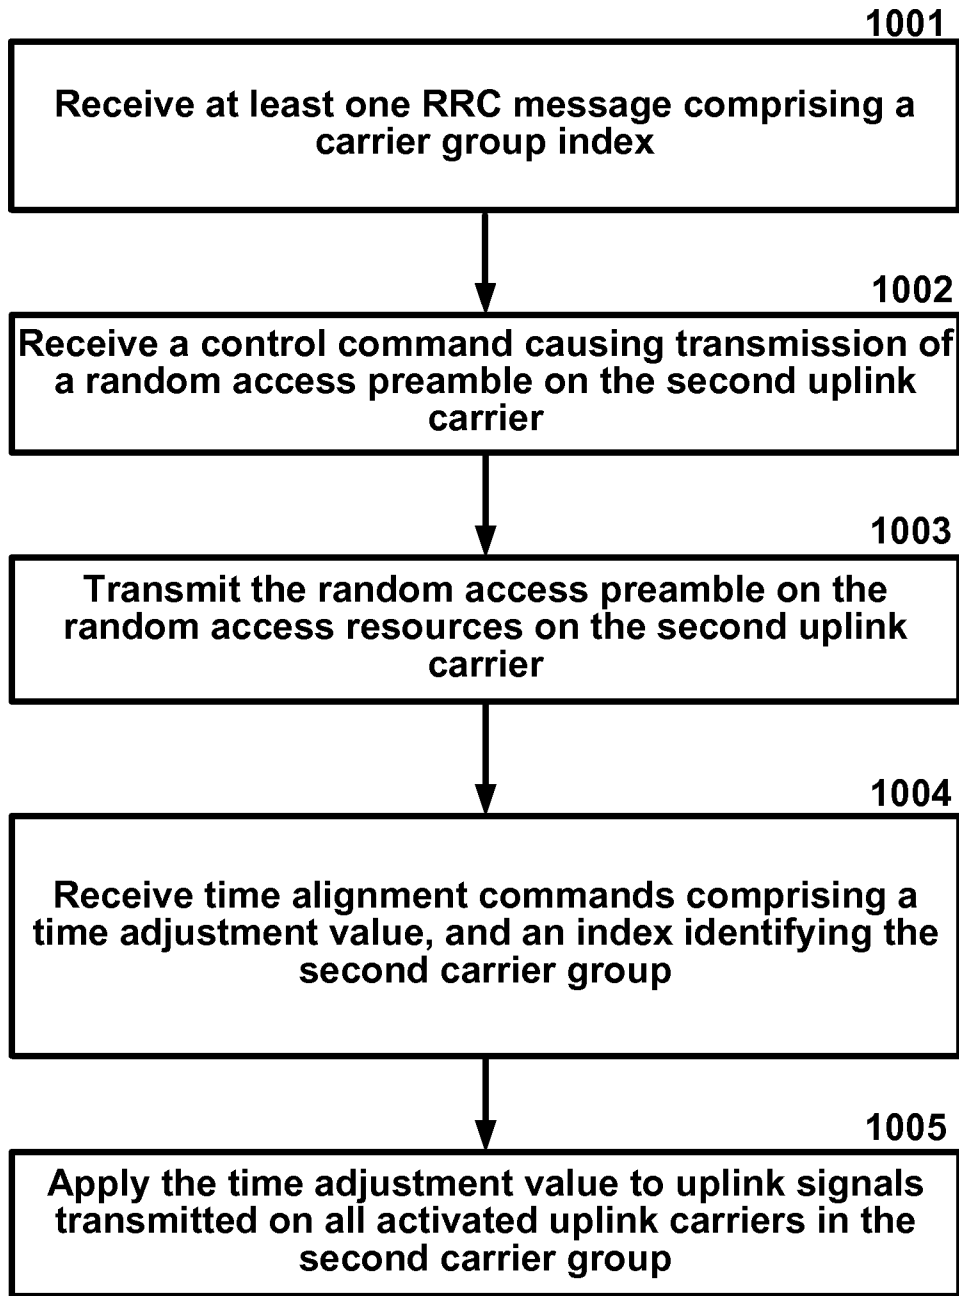 1001
Receive at least one RRC message comprising a
carrier group index
1002
Receive a control command causing transmission of
a random access preamble on the second uplink
carrier
1003
Transmit the random access preamble on the
random access resources on the second uplink
carrier
1004
Receive time alignment commands comprising a
time adjustment value, and an index identifying the
second carrier group
1005
Apply the time adjustment value to uplink signals
transmitted on all activated uplink carriers in the
second carrier group